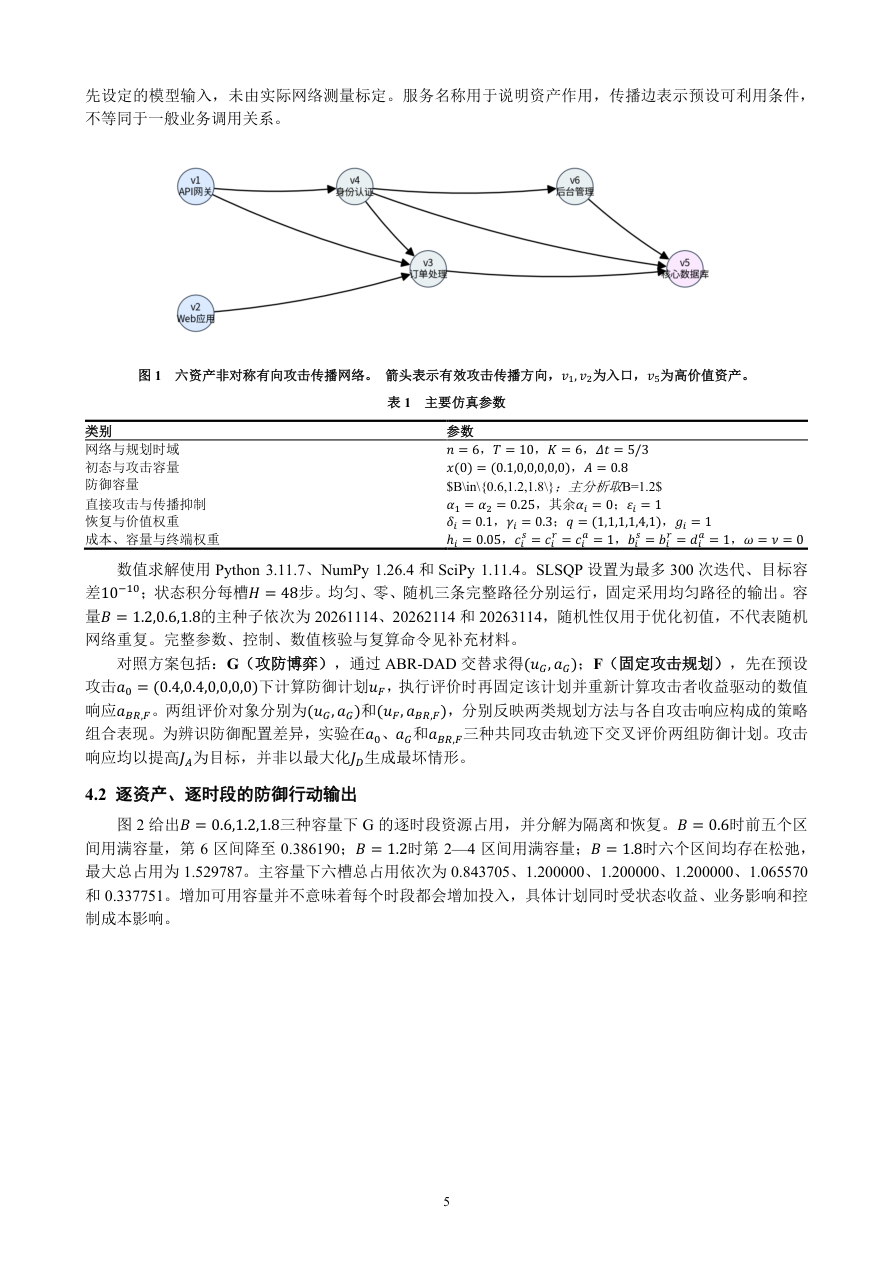 先设定的模型输入，未由实际网络测量标定。服务名称用于说明资产作用，传播边表示预设可利用条件，
不等同于一般业务调用关系。
v1
API网关
v4
身份认证
v6
后台管理
v3
订单处理
v5
核心数据库
v2
Web应用
图 1 六资产非对称有向攻击传播网络。 箭头表示有效攻击传播方向，𝑣₁, 𝑣₂为入口，𝑣₅为高价值资产。
表 1 主要仿真参数
类别 参数
网络与规划时域 𝑛 = 6，𝑇 = 10，𝐾 = 6，𝛥𝑡 = 5/3
初态与攻击容量 𝑥(0) = (0.1,0,0,0,0,0)，𝐴 = 0.8
防御容量 $B\in\{0.6,1.2,1.8\}；主分析取B=1.2$
直接攻击与传播抑制 𝛼₁ = 𝛼₂ = 0.25，其余𝛼ᵢ = 0；𝜀ᵢ = 1
恢复与价值权重 𝛿ᵢ = 0.1，𝛾ᵢ = 0.3；𝑞 = (1,1,1,1,4,1)，𝑔ᵢ = 1
成本、容量与终端权重 ℎᵢ = 0.05，𝑐ᵢˢ = 𝑐ᵢʳ = 𝑐ᵢᵃ = 1，𝑏ᵢˢ = 𝑏ᵢʳ = 𝑑ᵢᵃ = 1，𝜔 = 𝜈 = 0
数值求解使用 Python 3.11.7、NumPy 1.26.4 和 SciPy 1.11.4。SLSQP 设置为最多 300 次迭代、目标容
差10⁻¹⁰；状态积分每槽𝐻 = 48步。均匀、零、随机三条完整路径分别运行，固定采用均匀路径的输出。容
量𝐵 = 1.2,0.6,1.8的主种子依次为 20261114、20262114 和 20263114，随机性仅用于优化初值，不代表随机
网络重复。完整参数、控制、数值核验与复算命令见补充材料。
对照方案包括：G（攻防博弈），通过 ABR-DAD 交替求得(𝑢_G, 𝑎_G)；F（固定攻击规划），先在预设
攻击𝑎₀ = (0.4,0.4,0,0,0,0)下计算防御计划𝑢_F，执行评价时再固定该计划并重新计算攻击者收益驱动的数值
响应𝑎_{BR,F}。两组评价对象分别为(𝑢_G, 𝑎_G)和(𝑢_F, 𝑎_{BR,F})，分别反映两类规划方法与各自攻击响应构成的策略
组合表现。为辨识防御配置差异，实验在𝑎₀、𝑎_G和𝑎_{BR,F}三种共同攻击轨迹下交叉评价两组防御计划。攻击
响应均以提高𝐽_A为目标，并非以最大化𝐽_D生成最坏情形。
4.2 逐资产、逐时段的防御行动输出
图 2 给出𝐵 = 0.6,1.2,1.8三种容量下 G 的逐时段资源占用，并分解为隔离和恢复。𝐵 = 0.6时前五个区
间用满容量，第 6 区间降至 0.386190；𝐵 = 1.2时第 2—4 区间用满容量；𝐵 = 1.8时六个区间均存在松弛，
最大总占用为 1.529787。主容量下六槽总占用依次为 0.843705、1.200000、1.200000、1.200000、1.065570
和 0.337751。增加可用容量并不意味着每个时段都会增加投入，具体计划同时受状态收益、业务影响和控
制成本影响。
5